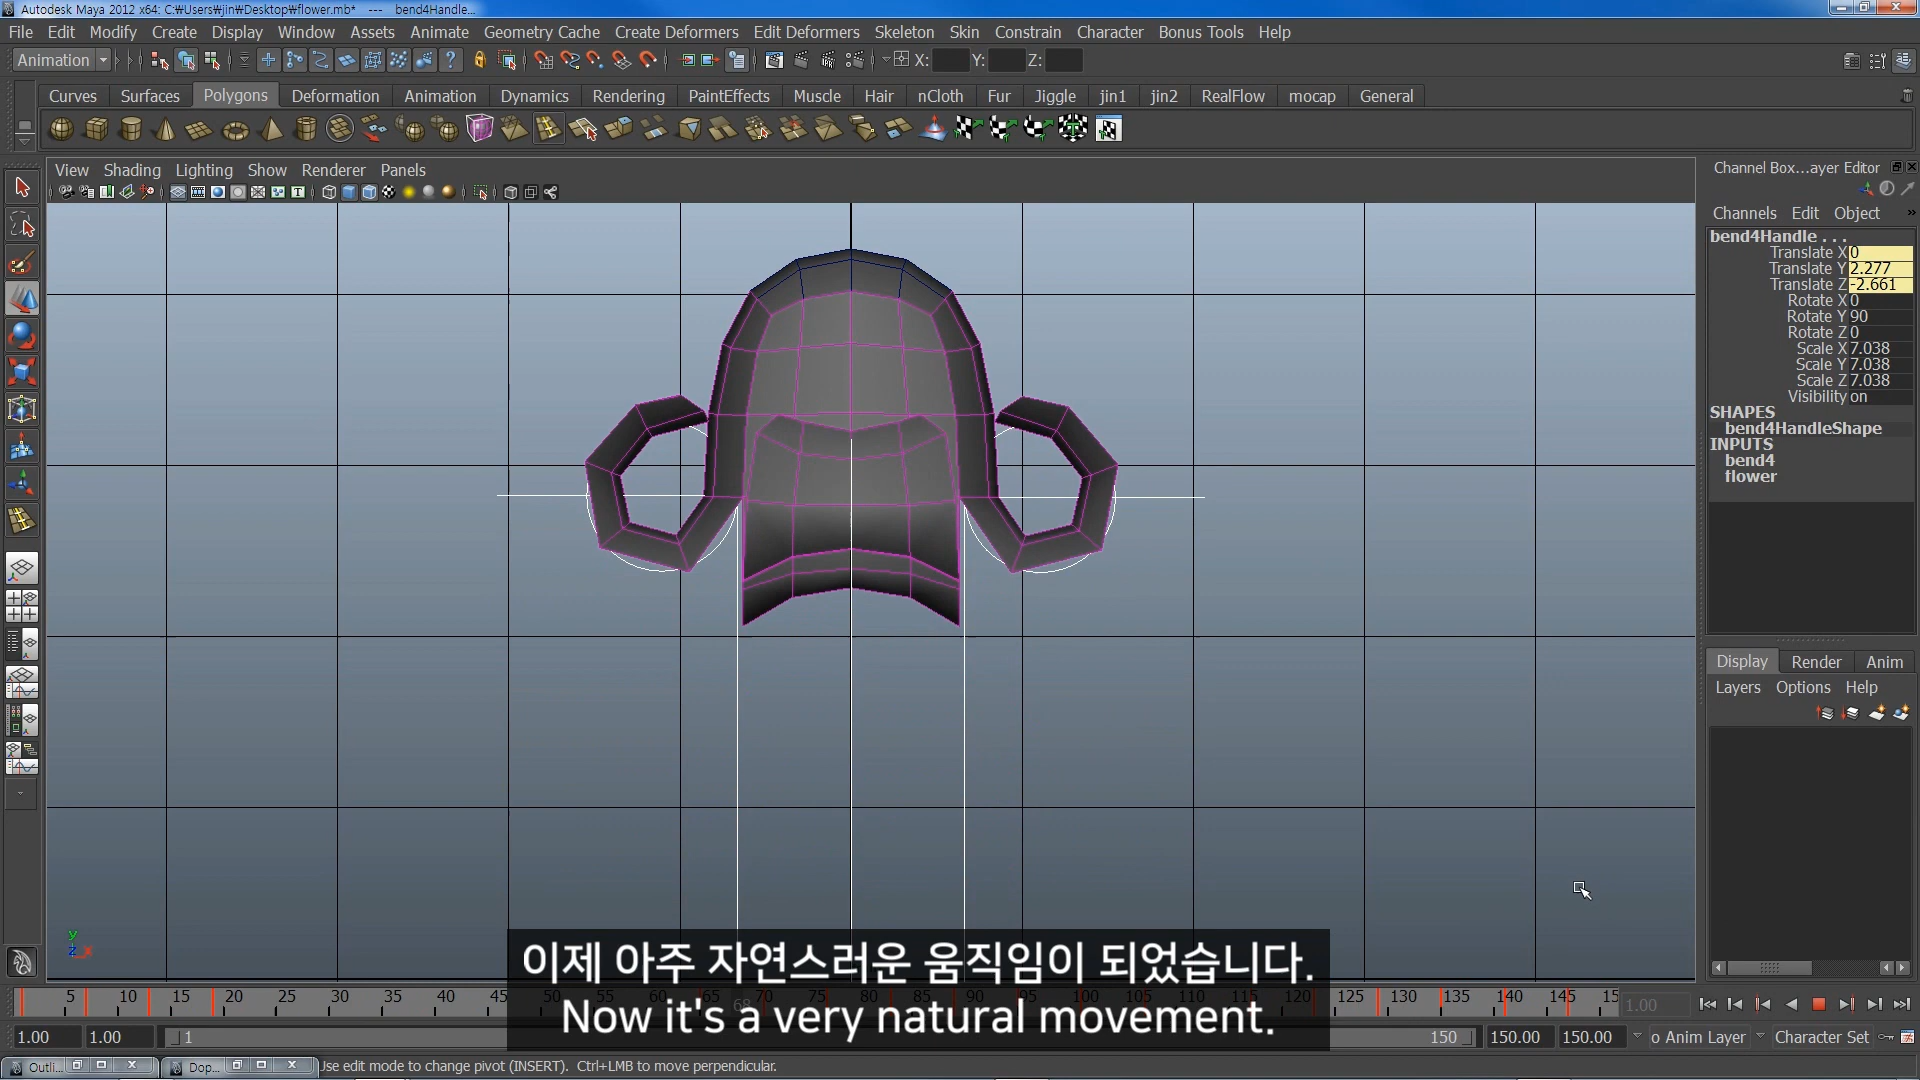 Autodesk Maya 2012 x64: C:₩Users₩jin₩Desktop₩flower.mb* --- bend4Handle...
File Edit Modify Create Display Window Assets Animate Geometry Cache Create Deformers Edit Deformers Skeleton Skin Constrain Character Bonus Tools Help
Animation X: Y: Z:
Curves Surfaces Polygons Deformation Animation Dynamics Rendering PaintEffects Muscle Hair nCloth Fur Jiggle jin1 jin2 RealFlow mocap General
View Shading Lighting Show Renderer Panels
Channel Box...ayer Editor
Channels Edit Object
bend4Handle . . .
Translate X 0
Translate Y 2.277
Translate Z -2.661
Rotate X 0
Rotate Y 90
Rotate Z 0
Scale X 7.038
Scale Y 7.038
Scale Z 7.038
Visibility on
SHAPES
bend4HandleShape
INPUTS
bend4
flower
Display Render Anim
Layers Options Help
y
z x
이제 아주 자연스러운 움직임이 되었습니다.
Now it's a very natural movement.
5 10 15 20 25 30 35 40 45 50 55 60 65 68 70 75 80 85 90 95 100 105 110 115 120 125 130 135 140 145 15 1.00
1.00 1.00 1 150 150.00 150.00 o Anim Layer Character Set
Outli... Dop... Use edit mode to change pivot (INSERT). Ctrl+LMB to move perpendicular.